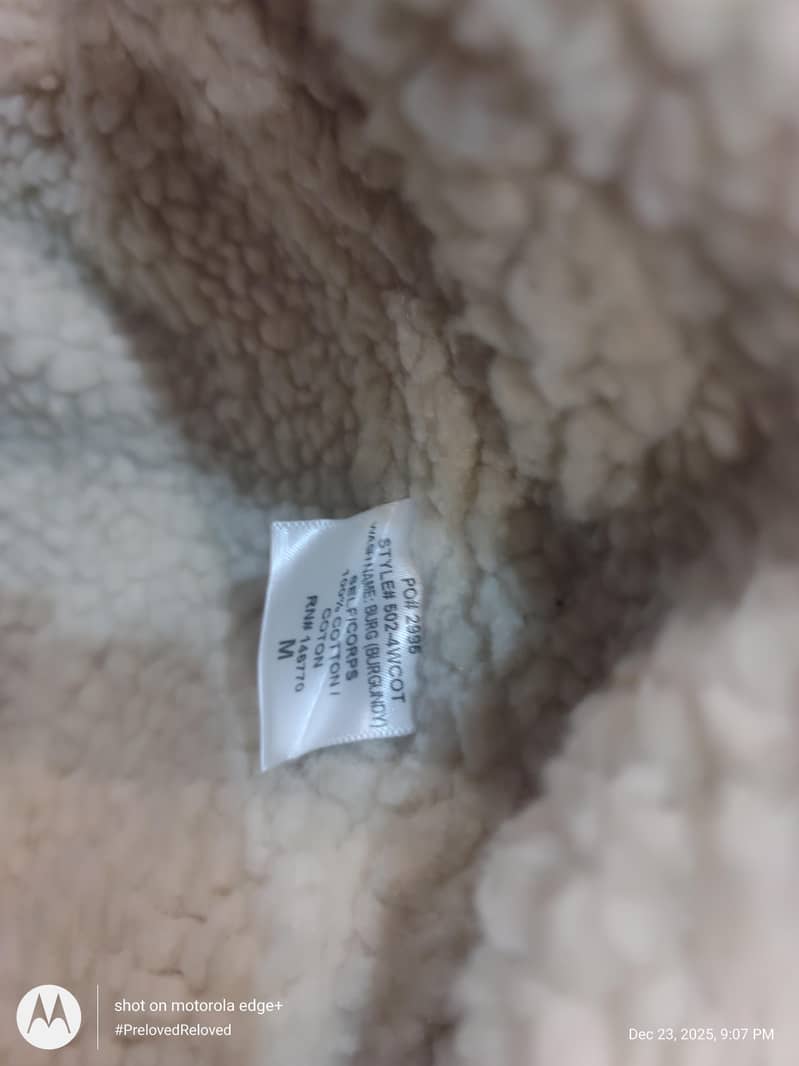 PO# 2995
STYLE# 502-4WCOT
WASH NAME: BURG (BURGUNDY)
SELF/CORPS
100% COTTON /
COTON
RN# 146770
M
shot on motorola edge+
#PrelovedReloved
Dec 23, 2025, 9:07 PM